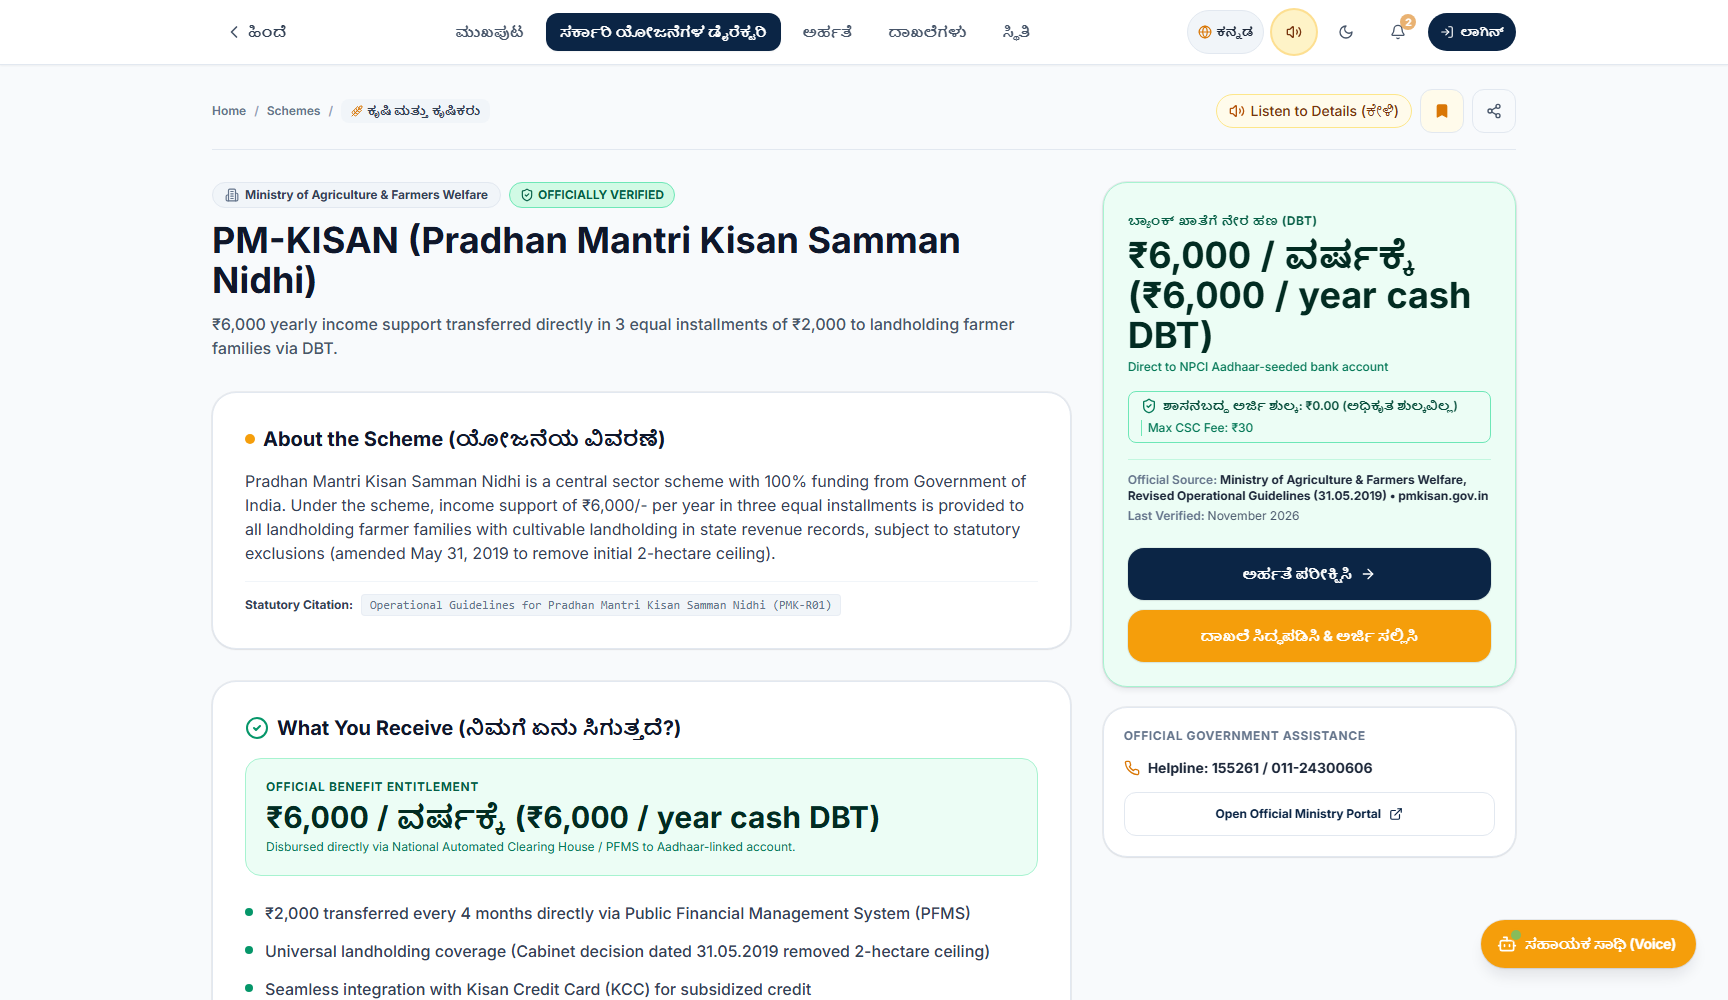 ಹಿಂದೆ
ಮುಖಪುಟ
ಸರ್ಕಾರಿ ಯೋಜನೆಗಳ ಡೈರೆಕ್ಟರಿ
ಅರ್ಹತೆ
ದಾಖಲೆಗಳು
ಸ್ಥಿತಿ
ಕನ್ನಡ
2
ಲಾಗಿನ್
Home / Schemes / ಕೃಷಿ ಮತ್ತು ಕೃಷಿಕರು
Listen to Details (ಕೇಳಿ)
Ministry of Agriculture & Farmers Welfare
OFFICIALLY VERIFIED
PM-KISAN (Pradhan Mantri Kisan Samman
Nidhi)
₹6,000 yearly income support transferred directly in 3 equal installments of ₹2,000 to landholding farmer
families via DBT.
About the Scheme (ಯೋಜನೆಯ ವಿವರಣೆ)
Pradhan Mantri Kisan Samman Nidhi is a central sector scheme with 100% funding from Government of
India. Under the scheme, income support of ₹6,000/- per year in three equal installments is provided to
all landholding farmer families with cultivable landholding in state revenue records, subject to statutory
exclusions (amended May 31, 2019 to remove initial 2-hectare ceiling).
Statutory Citation: Operational Guidelines for Pradhan Mantri Kisan Samman Nidhi (PMK-R01)
What You Receive (ನಿಮಗೆ ಏನು ಸಿಗುತ್ತದೆ?)
OFFICIAL BENEFIT ENTITLEMENT
₹6,000 / ವರ್ಷಕ್ಕೆ (₹6,000 / year cash DBT)
Disbursed directly via National Automated Clearing House / PFMS to Aadhaar-linked account.
₹2,000 transferred every 4 months directly via Public Financial Management System (PFMS)
Universal landholding coverage (Cabinet decision dated 31.05.2019 removed 2-hectare ceiling)
Seamless integration with Kisan Credit Card (KCC) for subsidized credit
ಬ್ಯಾಂಕ್ ಖಾತೆಗೆ ನೇರ ಹಣ (DBT)
₹6,000 / ವರ್ಷಕ್ಕೆ
(₹6,000 / year cash
DBT)
Direct to NPCI Aadhaar-seeded bank account
ಶಾಸನಬದ್ಧ ಅರ್ಜಿ ಶುಲ್ಕ: ₹0.00 (ಅಧಿಕೃತ ಶುಲ್ಕವಿಲ್ಲ)
Max CSC Fee: ₹30
Official Source: Ministry of Agriculture & Farmers Welfare,
Revised Operational Guidelines (31.05.2019) • pmkisan.gov.in
Last Verified: November 2026
ಅರ್ಹತೆ ಪರೀಕ್ಷಿಸಿ →
ದಾಖಲೆ ಸಿದ್ಧಪಡಿಸಿ & ಅರ್ಜಿ ಸಲ್ಲಿಸಿ
OFFICIAL GOVERNMENT ASSISTANCE
Helpline: 155261 / 011-24300606
Open Official Ministry Portal
ಸಹಾಯಕ ಸಾಥಿ (Voice)